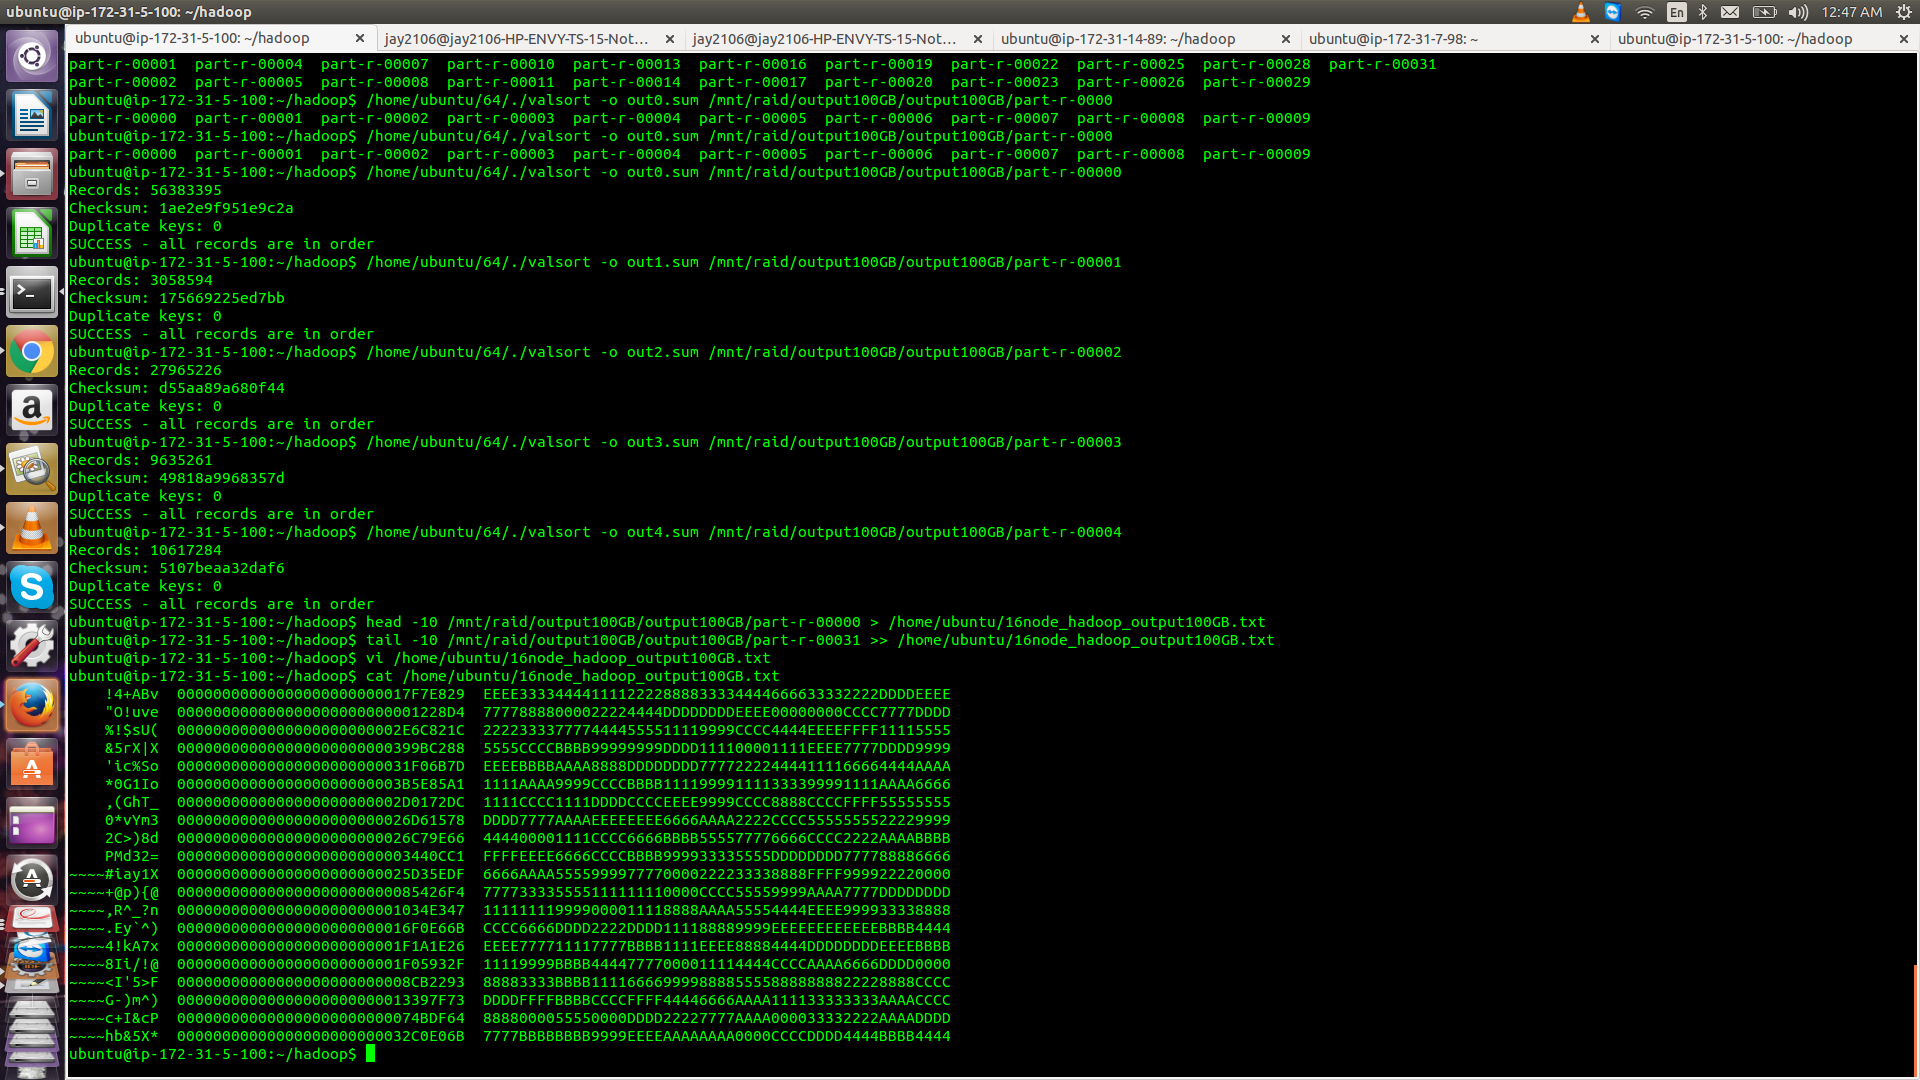 ubuntu@ip-172-31-5-100: ~/hadoop
En
12:47 AM
ubuntu@ip-172-31-5-100: ~/hadoop
jay2106@jay2106-HP-ENVY-TS-15-Not...
jay2106@jay2106-HP-ENVY-TS-15-Not...
ubuntu@ip-172-31-14-89: ~/hadoop
ubuntu@ip-172-31-7-98: ~
ubuntu@ip-172-31-5-100: ~/hadoop
part-r-00001  part-r-00004  part-r-00007  part-r-00010  part-r-00013  part-r-00016  part-r-00019  part-r-00022  part-r-00025  part-r-00028  part-r-00031
part-r-00002  part-r-00005  part-r-00008  part-r-00011  part-r-00014  part-r-00017  part-r-00020  part-r-00023  part-r-00026  part-r-00029
ubuntu@ip-172-31-5-100:~/hadoop$ /home/ubuntu/64/./valsort -o out0.sum /mnt/raid/output100GB/output100GB/part-r-0000
part-r-00000  part-r-00001  part-r-00002  part-r-00003  part-r-00004  part-r-00005  part-r-00006  part-r-00007  part-r-00008  part-r-00009
ubuntu@ip-172-31-5-100:~/hadoop$ /home/ubuntu/64/./valsort -o out0.sum /mnt/raid/output100GB/output100GB/part-r-0000
part-r-00000  part-r-00001  part-r-00002  part-r-00003  part-r-00004  part-r-00005  part-r-00006  part-r-00007  part-r-00008  part-r-00009
ubuntu@ip-172-31-5-100:~/hadoop$ /home/ubuntu/64/./valsort -o out0.sum /mnt/raid/output100GB/output100GB/part-r-00000
Records: 56383395
Checksum: 1ae2e9f951e9c2a
Duplicate keys: 0
SUCCESS - all records are in order
ubuntu@ip-172-31-5-100:~/hadoop$ /home/ubuntu/64/./valsort -o out1.sum /mnt/raid/output100GB/output100GB/part-r-00001
Records: 3058594
Checksum: 175669225ed7bb
Duplicate keys: 0
SUCCESS - all records are in order
ubuntu@ip-172-31-5-100:~/hadoop$ /home/ubuntu/64/./valsort -o out2.sum /mnt/raid/output100GB/output100GB/part-r-00002
Records: 27965226
Checksum: d55aa89a680f44
Duplicate keys: 0
SUCCESS - all records are in order
ubuntu@ip-172-31-5-100:~/hadoop$ /home/ubuntu/64/./valsort -o out3.sum /mnt/raid/output100GB/output100GB/part-r-00003
Records: 9635261
Checksum: 49818a9968357d
Duplicate keys: 0
SUCCESS - all records are in order
ubuntu@ip-172-31-5-100:~/hadoop$ /home/ubuntu/64/./valsort -o out4.sum /mnt/raid/output100GB/output100GB/part-r-00004
Records: 10617284
Checksum: 5107beaa32daf6
Duplicate keys: 0
SUCCESS - all records are in order
ubuntu@ip-172-31-5-100:~/hadoop$ head -10 /mnt/raid/output100GB/output100GB/part-r-00000 > /home/ubuntu/16node_hadoop_output100GB.txt
ubuntu@ip-172-31-5-100:~/hadoop$ tail -10 /mnt/raid/output100GB/output100GB/part-r-00031 >> /home/ubuntu/16node_hadoop_output100GB.txt
ubuntu@ip-172-31-5-100:~/hadoop$ vi /home/ubuntu/16node_hadoop_output100GB.txt
ubuntu@ip-172-31-5-100:~/hadoop$ cat /home/ubuntu/16node_hadoop_output100GB.txt
    !4+ABv  00000000000000000000000017F7E829  EEEE33334444111122228888333344446666333322222DDDDEEEE
    "O!uve  00000000000000000000000001228D4  77778888000022224444DDDDDDDDEEEE00000000CCCC7777DDDD
    %!$sU(  0000000000000000000000002E6C821C  22223333777744445555111119999CCCC4444EEEEFFFF11115555
    &5rX|X  000000000000000000000000399BC288  5555CCCCBBBB99999999DDDD111100001111EEEE7777DDDD9999
    'ic%So  00000000000000000000000031F06B7D  EEEEBBBBAAAA8888DDDDDDDD777722224444111166664444AAAA
    *0G1Io  0000000000000000000000003B5E85A1  1111AAAA9999CCCCBBBB111199991111333399991111AAAA6666
    ,(GhT_  0000000000000000000000002D0172DC  1111CCCC1111DDDDCCCCEEEE9999CCCC8888CCCCFFFF55555555
    0*vYm3  00000000000000000000000026D61578  DDDD7777AAAAEEEEEEEE6666AAAA2222CCCC5555555522229999
    2C>)8d  00000000000000000000000026C79E66  444400001111CCCC6666BBBB555577776666CCCC2222AAAABBBB
    PMd32=  00000000000000000000000003440CC1  FFFFEEEE6666CCCCBBBB999933335555DDDDDDDD777788886666
~~~~#iay1X  00000000000000000000000025D35EDF  6666AAAA5555999977770000222233338888FFFF999922220000
~~~~+@p){@  000000000000000000000000085426F4  777733335555111111110000CCCC55559999AAAA7777DDDDDDDD
~~~~,R^_?n  0000000000000000000000001034E347  111111119999000011118888AAAA55554444EEEE999933338888
~~~~.Ey`^)  00000000000000000000000016F0E66B  CCCC6666DDDD2222DDDD111188889999EEEEEEEEEEEEBBBB4444
~~~~4!kA7x  0000000000000000000000001F1A1E26  EEEE777711117777BBBB1111EEEE88884444DDDDDDDDEEEEBBBB
~~~~8Ii/!@  0000000000000000000000001F05932F  11119999BBBB44447777000011114444CCCCAAAA6666DDDD0000
~~~~<I'5>F  0000000000000000000000008CB2293  88883333BBBB11116666999988885555888888882228888CCCC
~~~~G-)m^)  00000000000000000000000013397F73  DDDDFFFFBBBBCCCCFFFF44446666AAAA111133333333AAAACCCC
~~~~c+I&cP  000000000000000000000000074BDF64  8888000055550000DDDD22227777AAAA000033332222AAAADDDD
~~~~hb&5X*  00000000000000000000000032C0E06B  7777BBBBBBBB9999EEEEAAAAAAAA0000CCCCDDDD4444BBBB4444
ubuntu@ip-172-31-5-100:~/hadoop$